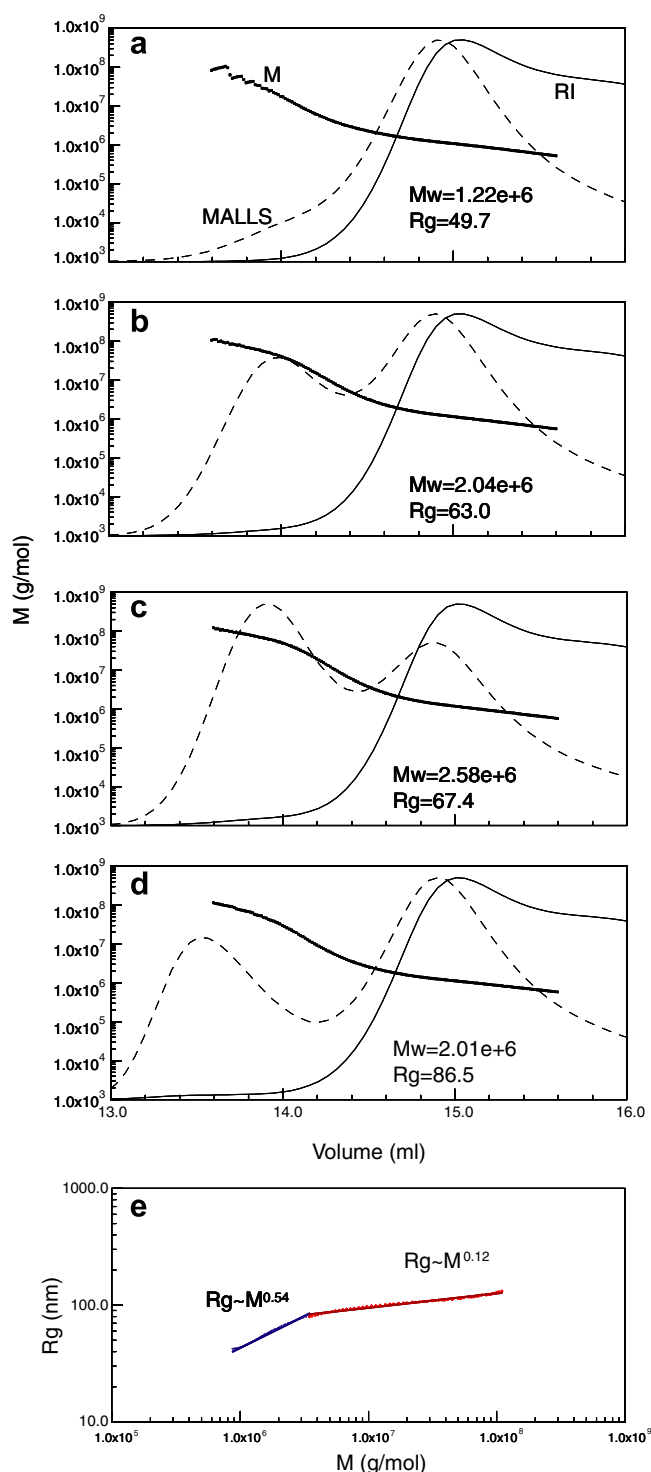 1.0x10^9
a
1.0x10^8
M
RI
1.0x10^7
1.0x10^6
1.0x10^5
Mw=1.22e+6
1.0x10^4
MALLS
Rg=49.7
1.0x10^3
1.0x10^9
b
1.0x10^8
1.0x10^7
1.0x10^6
1.0x10^5
Mw=2.04e+6
1.0x10^4
Rg=63.0
1.0x10^3
M (g/mol)
1.0x10^9
c
1.0x10^8
1.0x10^7
1.0x10^6
1.0x10^5
Mw=2.58e+6
1.0x10^4
Rg=67.4
1.0x10^3
1.0x10^9
d
1.0x10^8
1.0x10^7
1.0x10^6
1.0x10^5
Mw=2.01e+6
1.0x10^4
Rg=86.5
1.0x10^3
13.0 14.0 15.0 16.0
Volume (ml)
1000.0
e
Rg~M^0.12
Rg~M^0.54
100.0
Rg (nm)
10.0
1.0x10^5 1.0x10^6 1.0x10^7 1.0x10^8 1.0x10^9
M (g/mol)